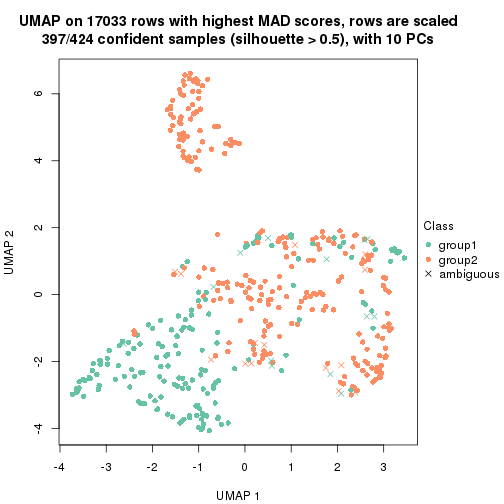 UMAP on 17033 rows with highest MAD scores, rows are scaled
397/424 confident samples (silhouette > 0.5), with 10 PCs
6
4
2
0
-2
-4
UMAP 2
-4 -3 -2 -1 0 1 2 3
UMAP 1
Class
group1
group2
ambiguous